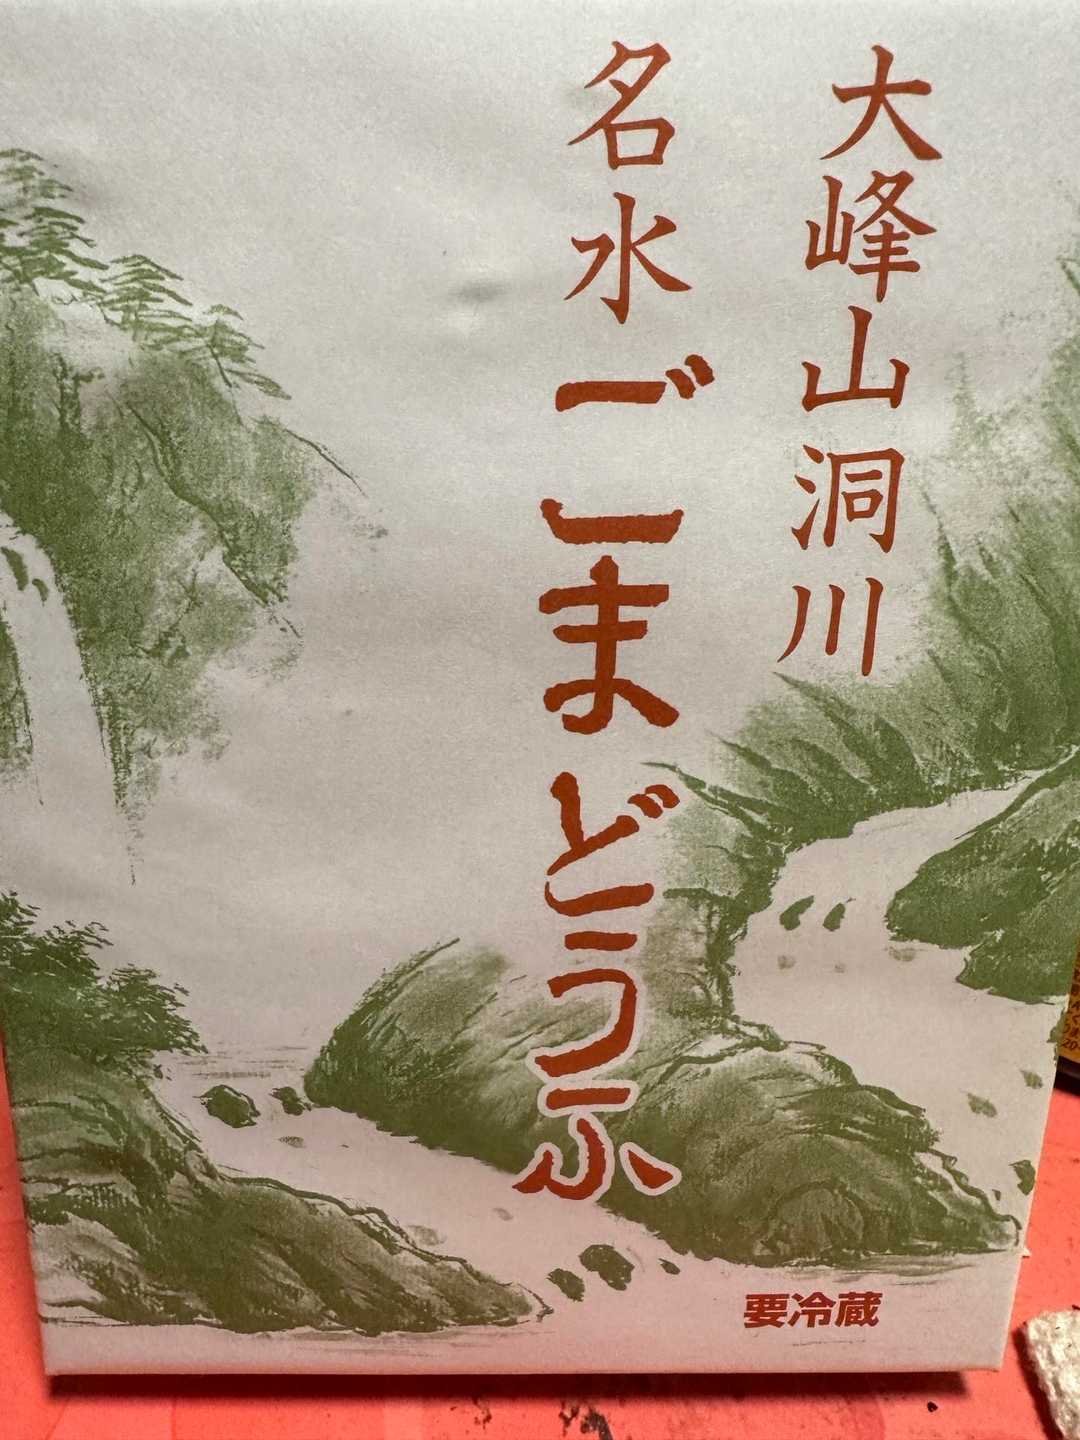 大峰山洞川
名水ごまどうふ
要冷蔵